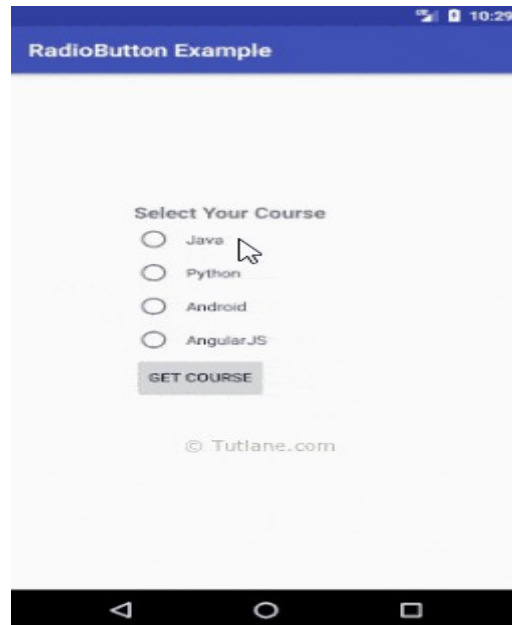 10:29
RadioButton Example
Select Your Course
Java
Python
Android
AngularJS
GET COURSE
© Tutlane.com